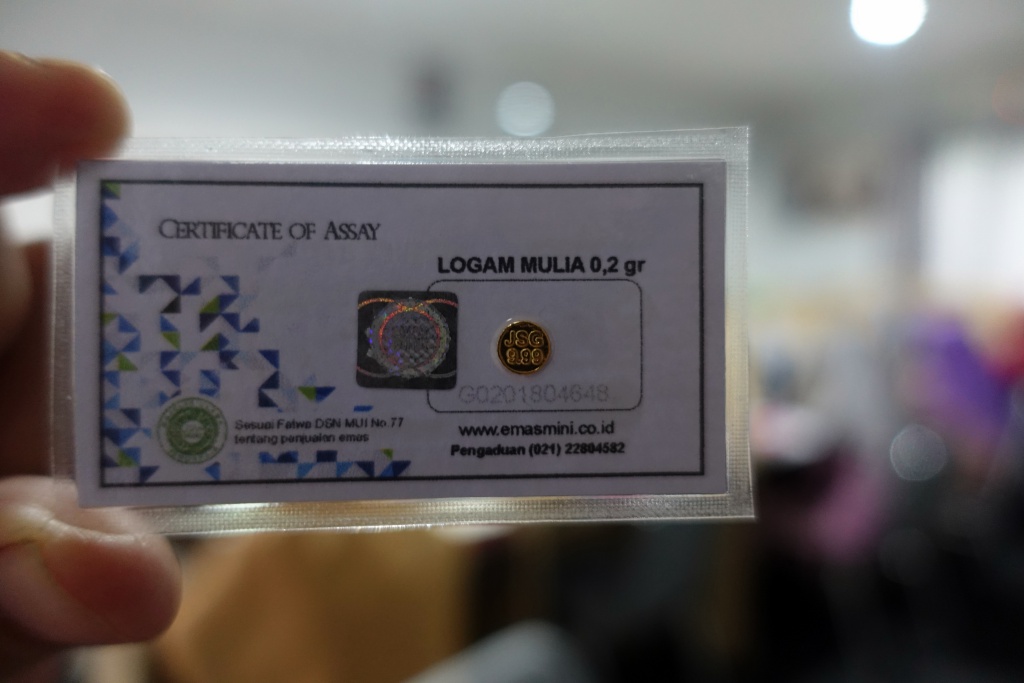 CERTIFICATE OF ASSAY
LOGAM MULIA 0,2 gr
JSG
G0201804648
Sesuai Fatwa DSN MUI No.77
tentang penjualan emas
www.emasmini.co.id
Pengaduan (021) 22804582